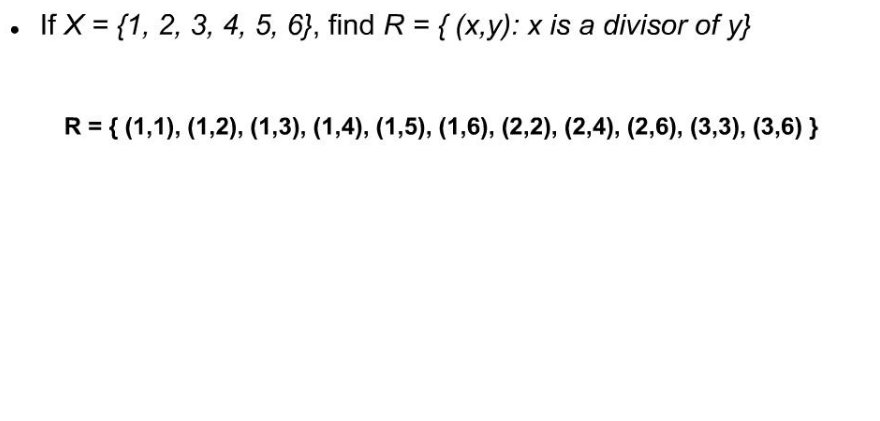 • If X = {1, 2, 3, 4, 5, 6}, find R = { (x,y): x is a divisor of y}
R = { (1,1), (1,2), (1,3), (1,4), (1,5), (1,6), (2,2), (2,4), (2,6), (3,3), (3,6) }